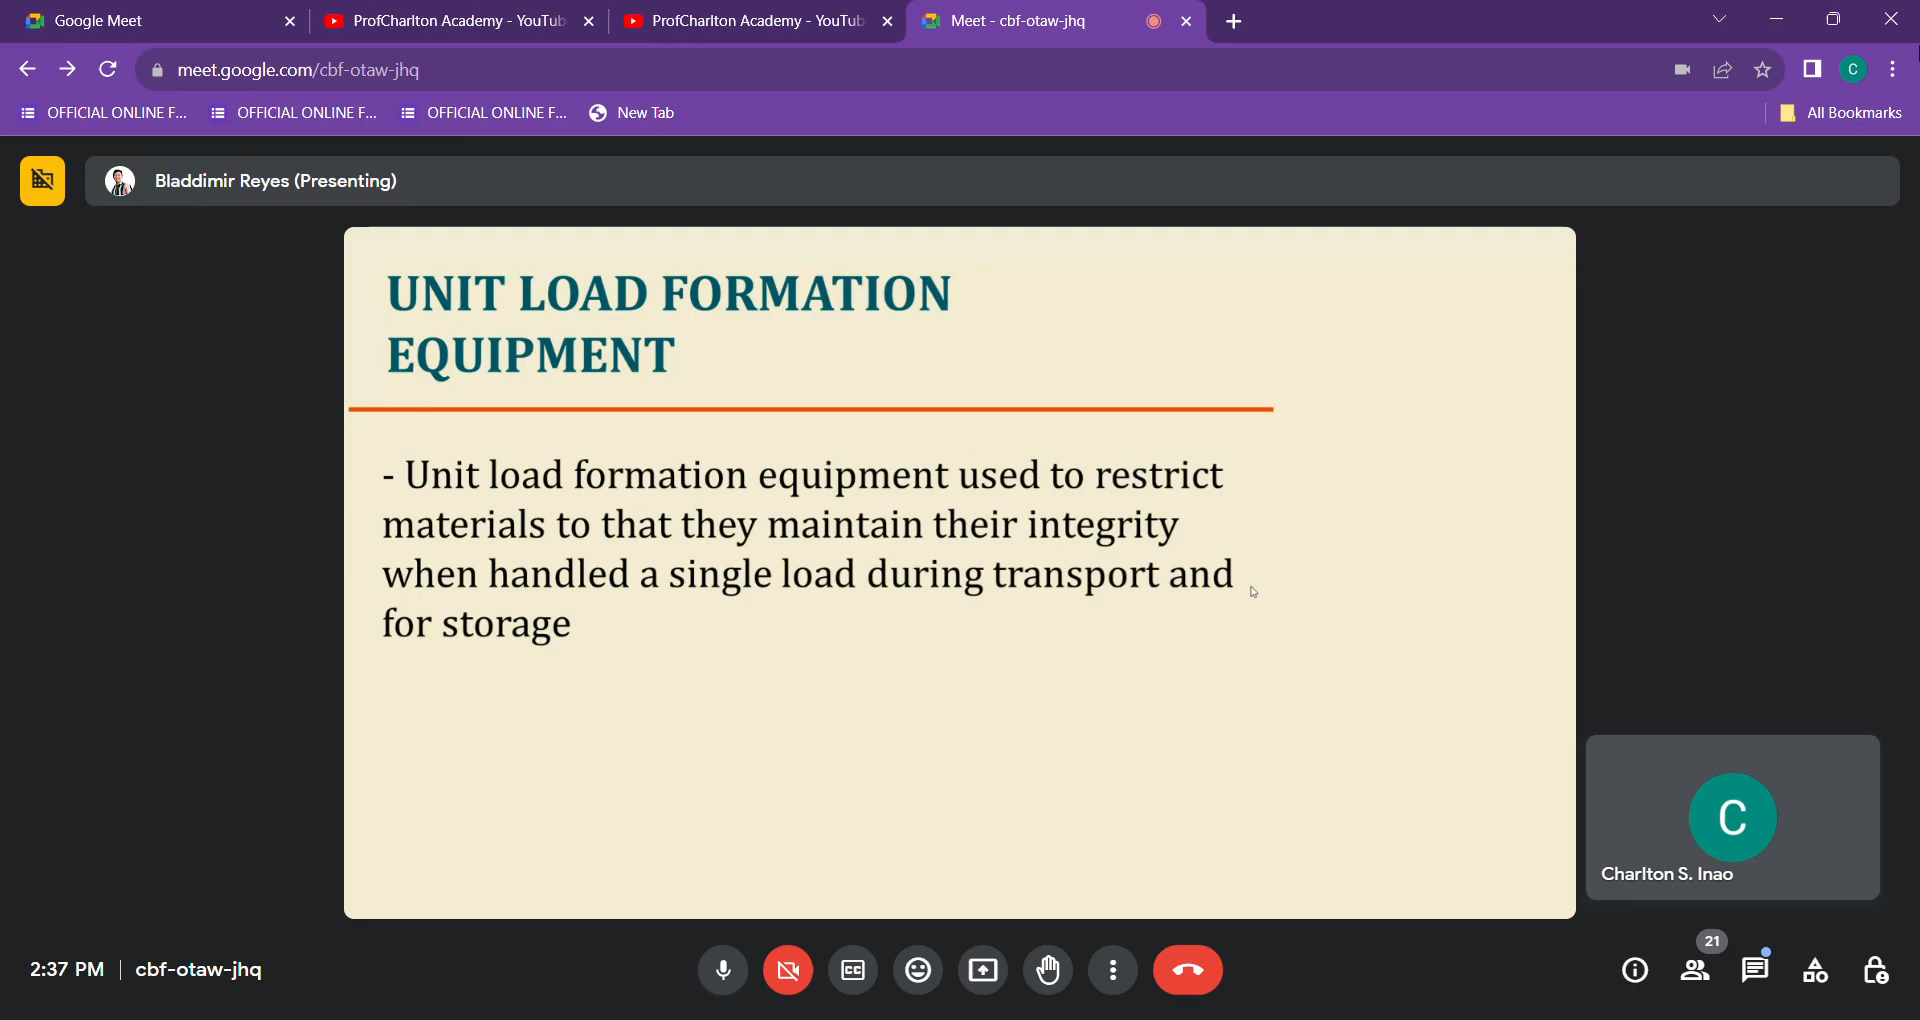 Google Meet
ProfCharlton Academy - YouTub
ProfCharlton Academy - YouTub
Meet - cbf-otaw-jhq
meet.google.com/cbf-otaw-jhq
C
OFFICIAL ONLINE F...
OFFICIAL ONLINE F...
OFFICIAL ONLINE F...
New Tab
All Bookmarks
Bladdimir Reyes (Presenting)
UNIT LOAD FORMATION
EQUIPMENT
- Unit load formation equipment used to restrict
materials to that they maintain their integrity
when handled a single load during transport and
for storage
C
Charlton S. Inao
2:37 PM | cbf-otaw-jhq
CC
21